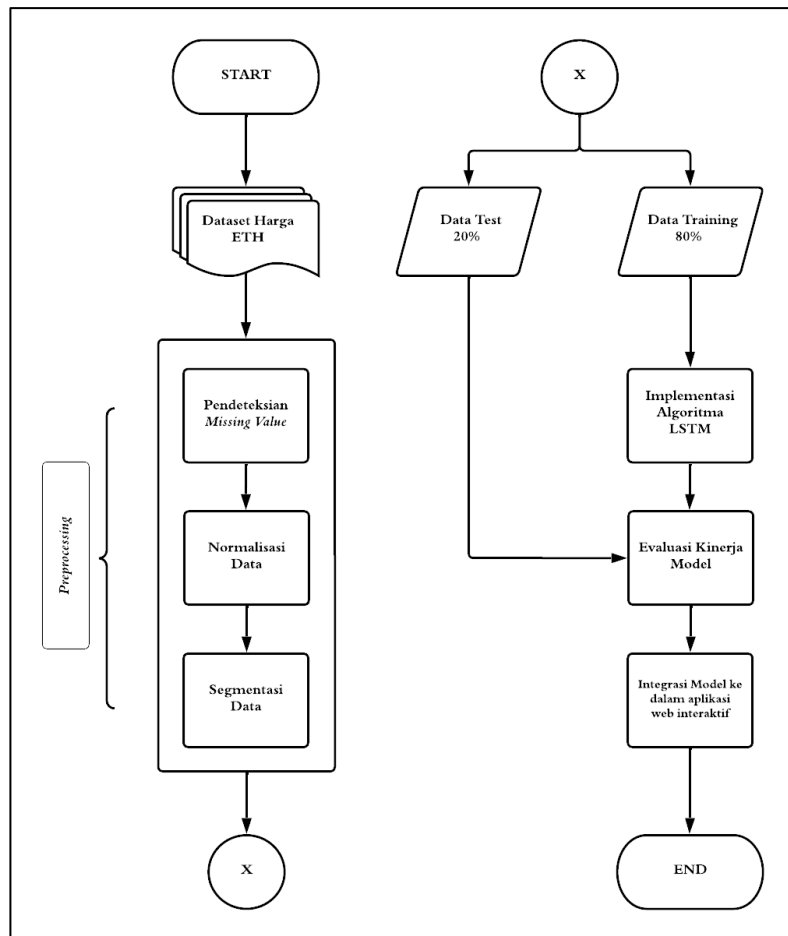 START
Dataset Harga
ETH
Preprocessing
Pendeteksian
Missing Value
Normalisasi
Data
Segmentasi
Data
X
X
Data Test
20%
Data Training
80%
Implementasi
Algoritma
LSTM
Evaluasi Kinerja
Model
Integrasi Model ke
dalam aplikasi
web interaktif
END